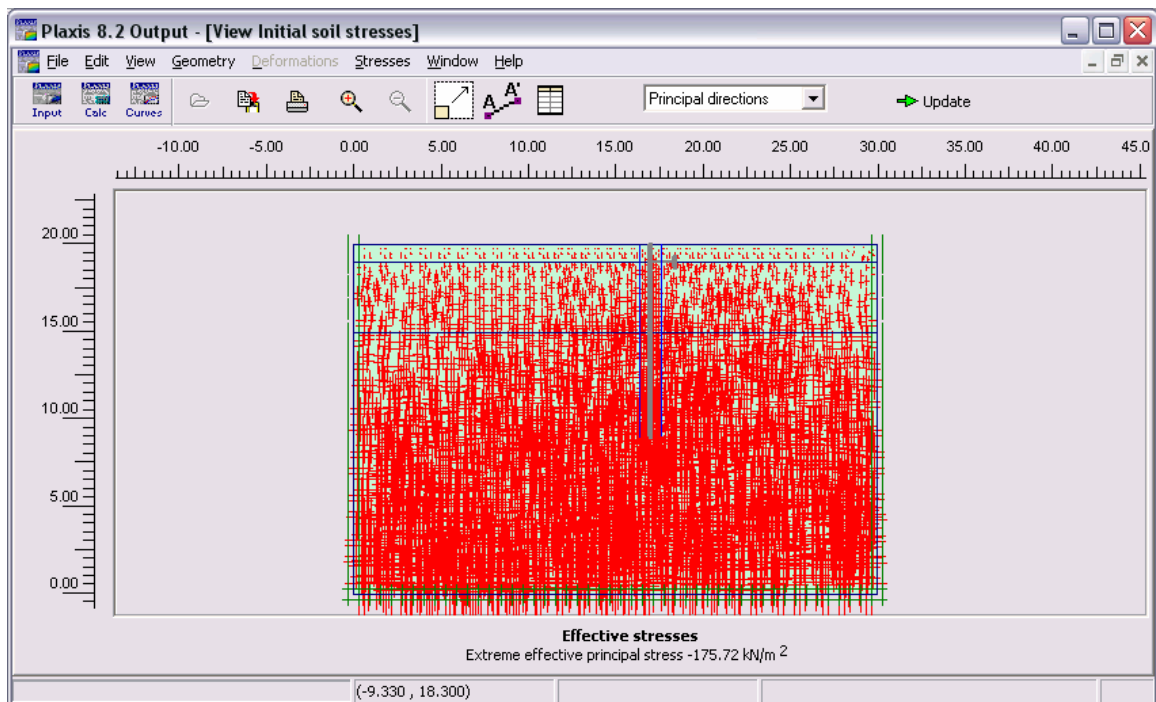 Plaxis 8.2 Output - [View Initial soil stresses]
File Edit View Geometry Deformations Stresses Window Help
Input Calc Curves A A' Principal directions Update
-10.00 -5.00 0.00 5.00 10.00 15.00 20.00 25.00 30.00 35.00 40.00 45.0
20.00
15.00
10.00
5.00
0.00
Effective stresses
Extreme effective principal stress -175.72 kN/m 2
(-9.330 , 18.300)